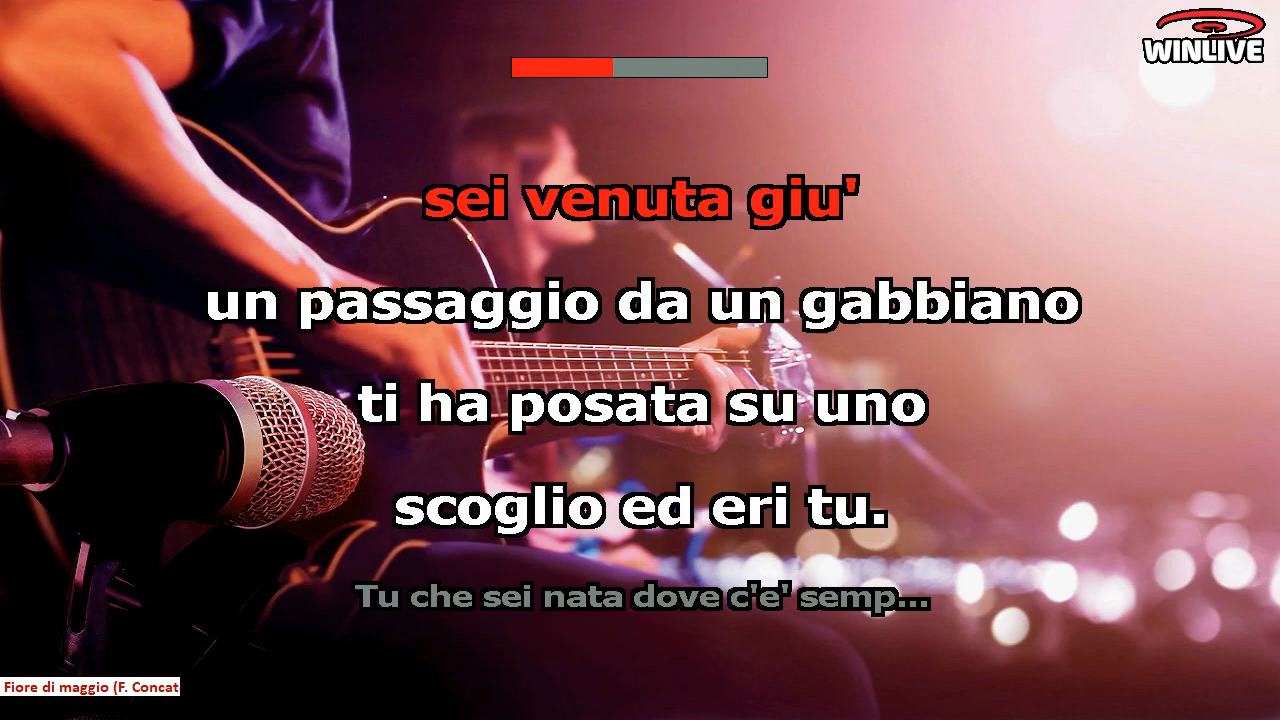 WINLIVE
sei venuta giu'
un passaggio da un gabbiano
ti ha posata su uno
scoglio ed eri tu.
Tu che sei nata dove c'e' semp...
Fiore di maggio (F. Concat